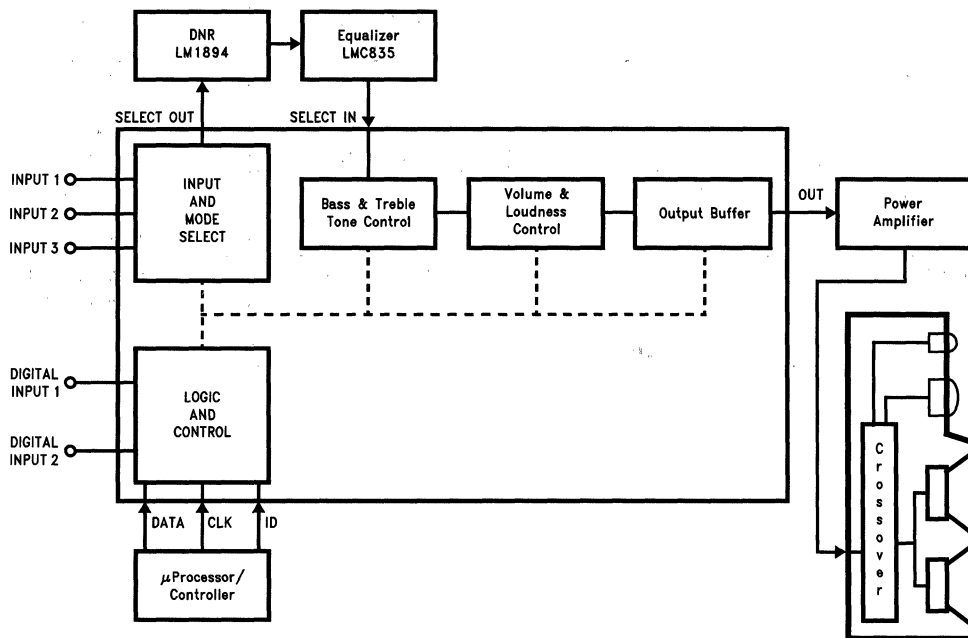 DNR
LM1894
Equalizer
LMC835
SELECT OUT
SELECT IN
INPUT 1
INPUT 2
INPUT 3
INPUT
AND
MODE
SELECT
Bass & Treble
Tone Control
Volume &
Loudness
Control
Output Buffer
OUT
Power
Amplifier
DIGITAL
INPUT 1
DIGITAL
INPUT 2
LOGIC
AND
CONTROL
DATA
CLK
ID
μProcessor/
Controller
Crossover